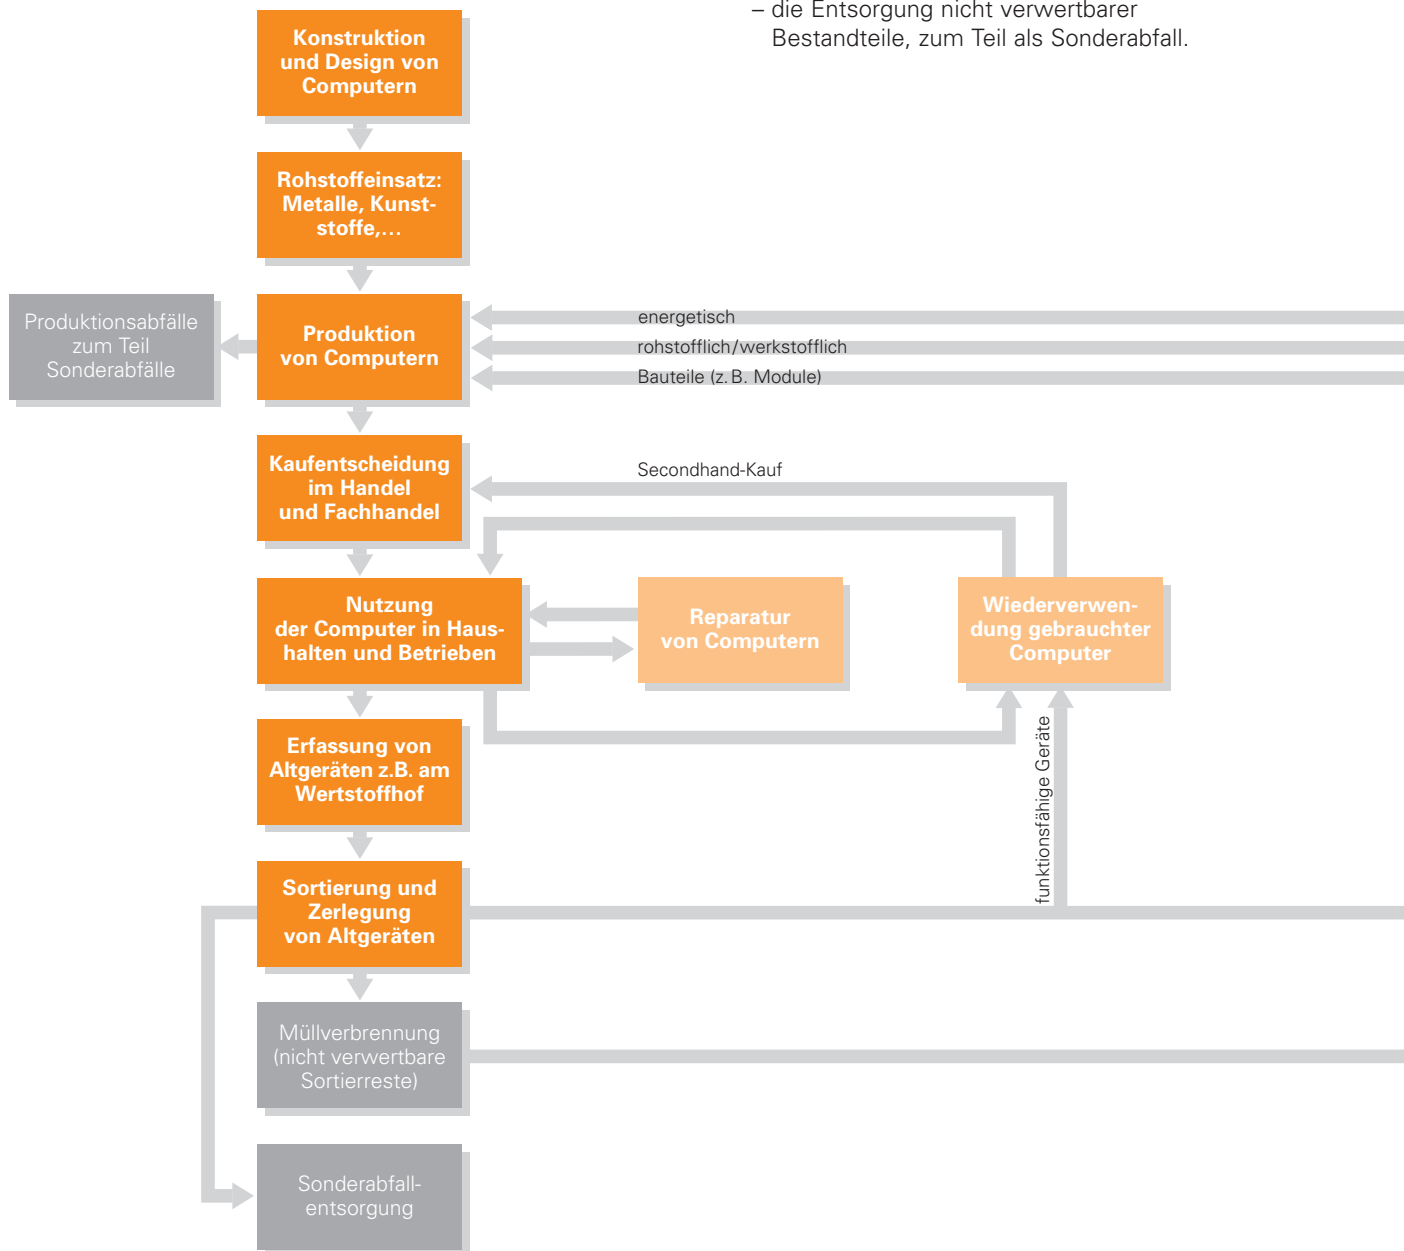 – die Entsorgung nicht verwertbarer
Bestandteile, zum Teil als Sonderabfall.
Konstruktion
und Design von
Computern
Rohstoffeinsatz:
Metalle, Kunst-
stoffe,…
Produktionsabfälle
zum Teil
Sonderabfälle
Produktion
von Computern
energetisch
rohstofflich/werkstofflich
Bauteile (z. B. Module)
Kaufentscheidung
im Handel
und Fachhandel
Secondhand-Kauf
Nutzung
der Computer in Haus-
halten und Betrieben
Reparatur
von Computern
Wiederverwen-
dung gebrauchter
Computer
Erfassung von
Altgeräten z.B. am
Wertstoffhof
funktionsfähige Geräte
Sortierung und
Zerlegung
von Altgeräten
Müllverbrennung
(nicht verwertbare
Sortierreste)
Sonderabfall-
entsorgung